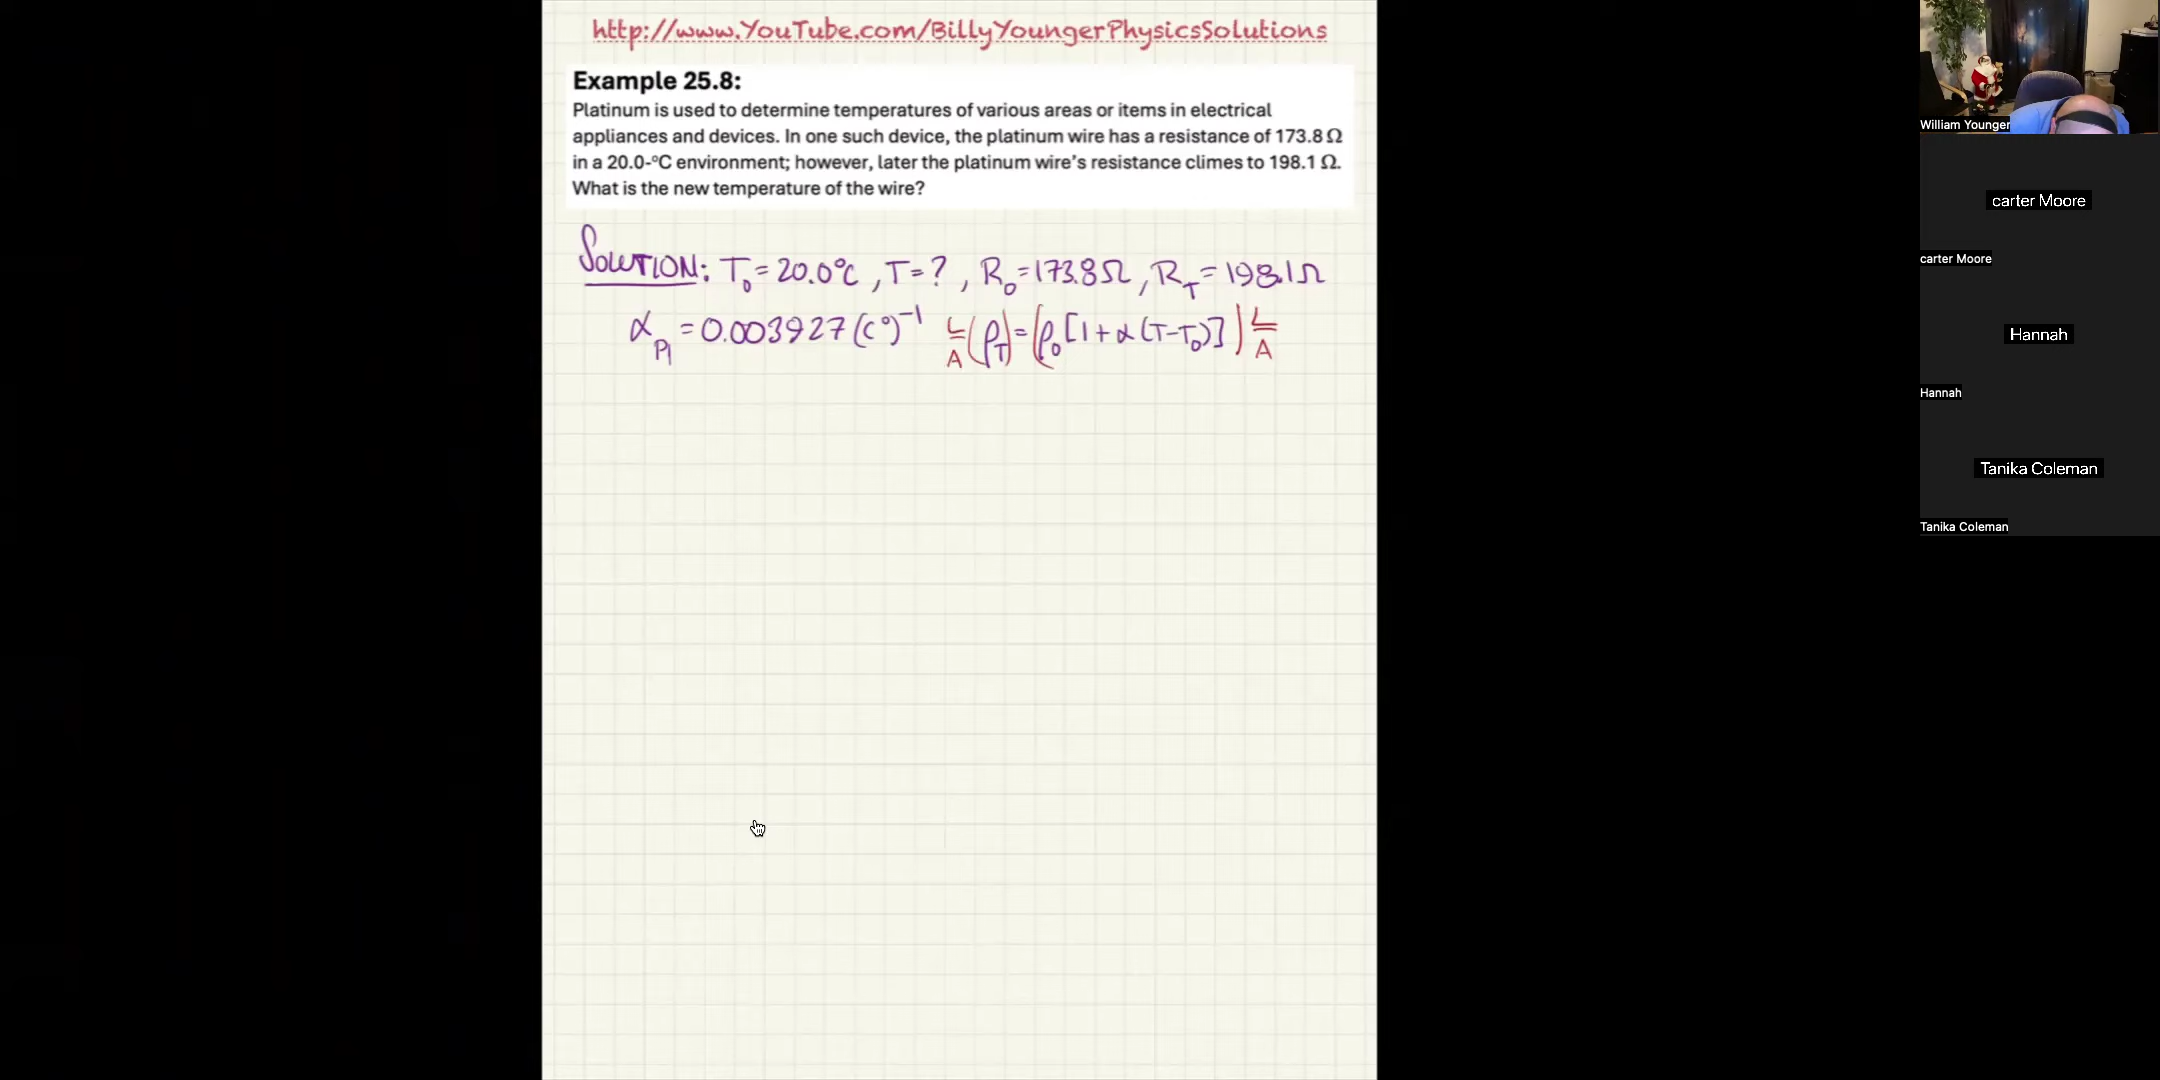 http://www.YouTube.com/BillyYoungerPhysicsSolutions
Example 25.8:
Platinum is used to determine temperatures of various areas or items in electrical
appliances and devices. In one such device, the platinum wire has a resistance of 173.8 Ω
in a 20.0-°C environment; however, later the platinum wire's resistance climes to 198.1 Ω.
What is the new temperature of the wire?
SOLUTION: T₀ = 20.0°C , T = ? , R₀ = 173.8Ω , R_T = 198.1Ω
α_Pl = 0.003927 (C°)⁻¹ L/A (ρ_T) = (ρ₀ [1 + α (T - T₀)]) L/A
William Younger
carter Moore
carter Moore
Hannah
Hannah
Tanika Coleman
Tanika Coleman